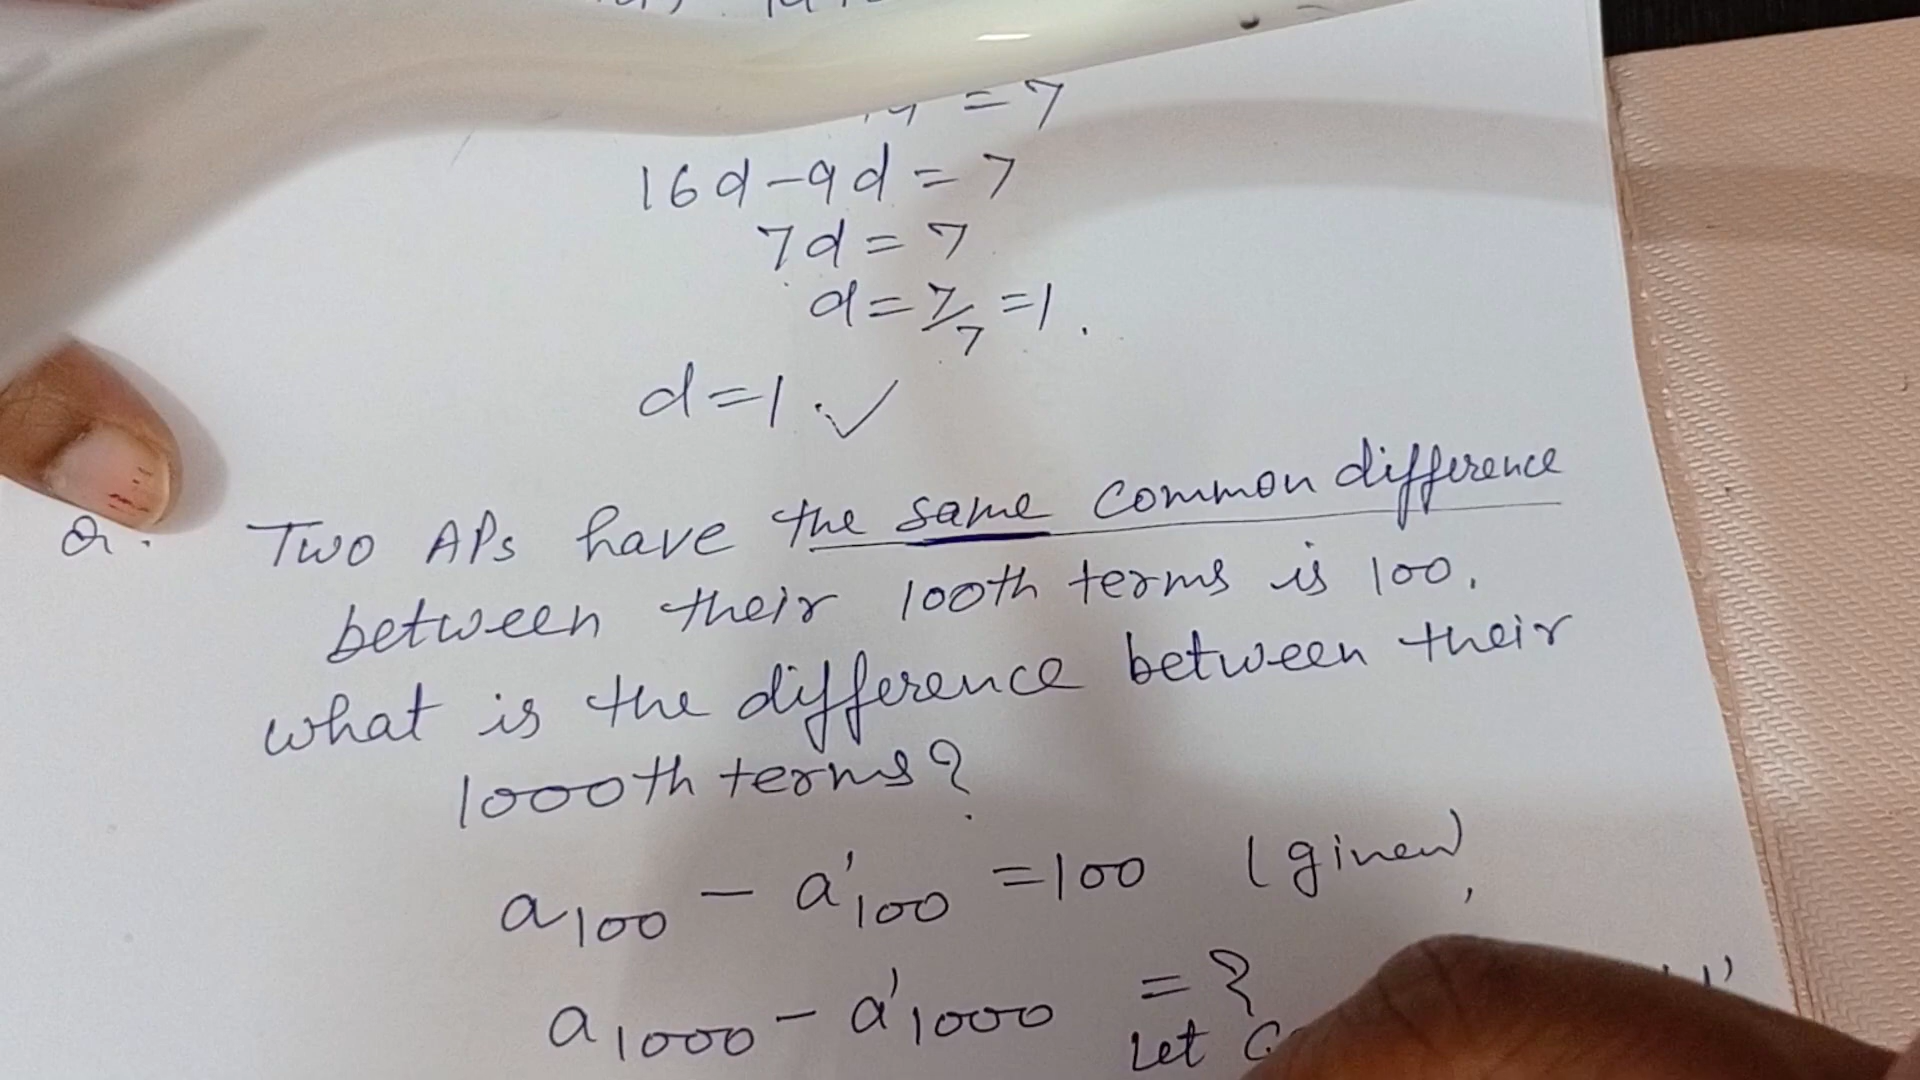 = 7
16d-9d = 7
7d = 7
d = 7/7 = 1.
d = 1 ✓
Q. Two APs have the same common difference
between their 100th terms is 100.
what is the difference between their
1000th terms?
a100 - a'100 = 100 (given)
a1000 - a'1000 = ?
Let